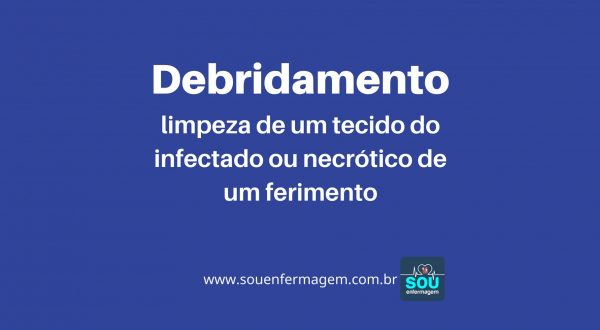 Debridamento
limpeza de um tecido do
infectado ou necrótico de
um ferimento
www.souenfermagem.com.br
SOU
enfermagem